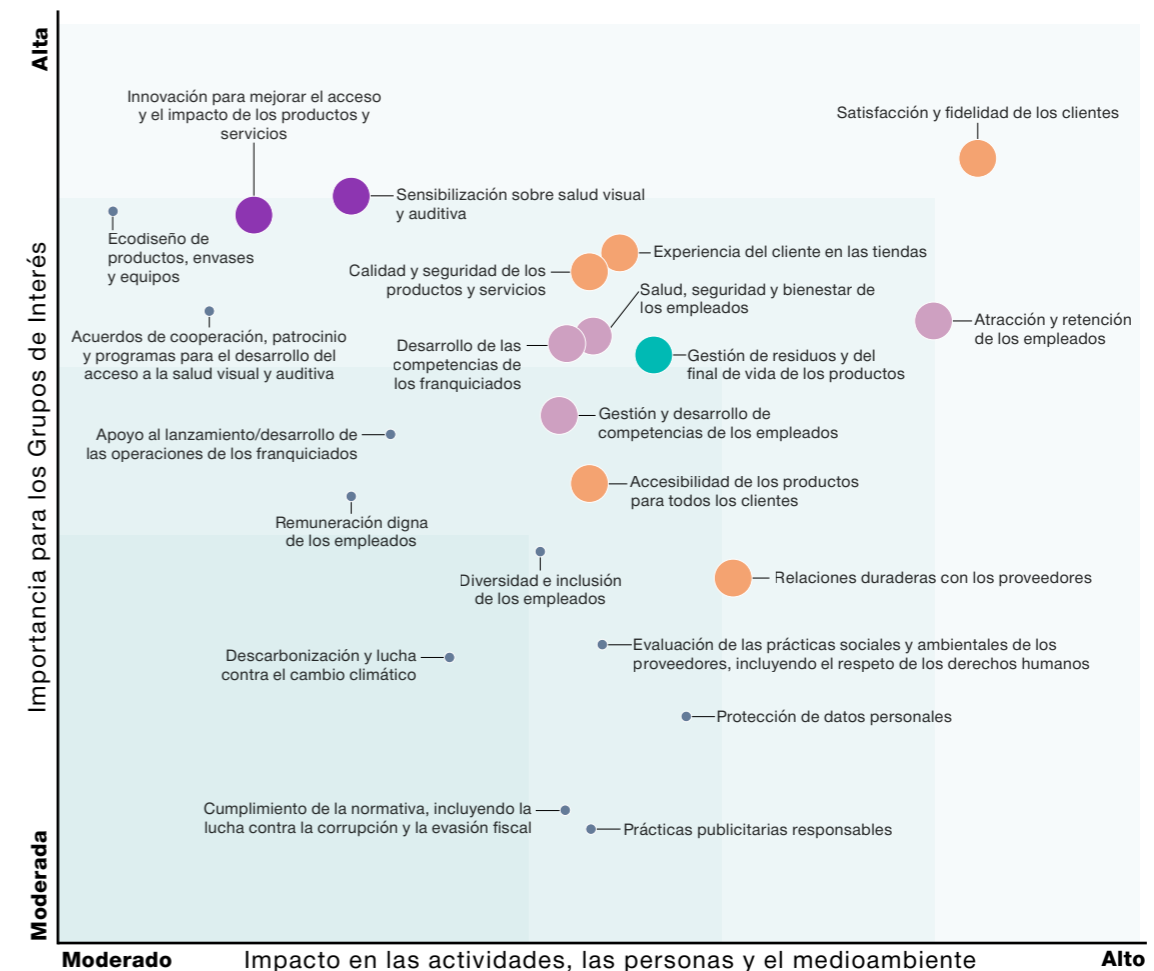 Alta
Innovación para mejorar el acceso
y el impacto de los productos y
servicios
Satisfacción y fidelidad de los clientes
Sensibilización sobre salud visual
y auditiva
Ecodiseño de
productos, envases
y equipos
Experiencia del cliente en las tiendas
Calidad y seguridad de los
productos y servicios
Salud, seguridad y bienestar de
los empleados
Atracción y retención
de los empleados
Acuerdos de cooperación, patrocinio
y programas para el desarrollo del
acceso a la salud visual y auditiva
Desarrollo de las
competencias de
los franquiciados
Gestión de residuos y del
final de vida de los productos
Gestión y desarrollo de
competencias de los empleados
Apoyo al lanzamiento/desarrollo de
las operaciones de los franquiciados
Accesibilidad de los productos
para todos los clientes
Remuneración digna
de los empleados
Diversidad e inclusión
de los empleados
Relaciones duraderas con los proveedores
Evaluación de las prácticas sociales y ambientales de los
proveedores, incluyendo el respeto de los derechos humanos
Descarbonización y lucha
contra el cambio climático
Protección de datos personales
Cumplimiento de la normativa, incluyendo la
lucha contra la corrupción y la evasión fiscal
Prácticas publicitarias responsables
Importancia para los Grupos de Interés
Moderada
Moderado
Impacto en las actividades, las personas y el medioambiente
Alto